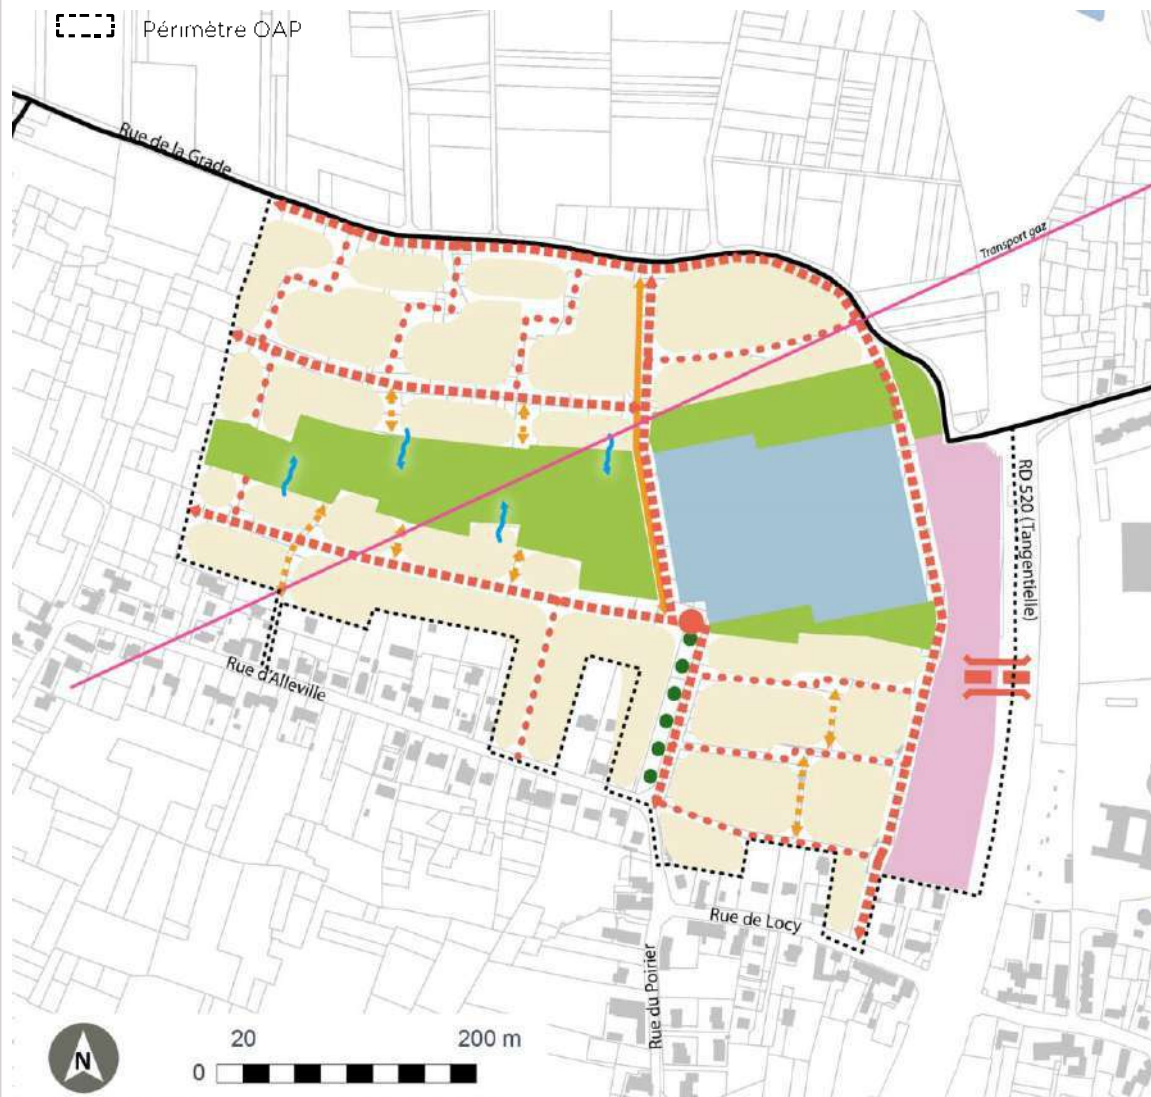 Périmètre OAP
Rue de la Grade
Transport gaz
RD 520 (Tangentielle)
Rue d'Alleville
Rue de Locy
Rue du Poirier
N
20
200 m
0